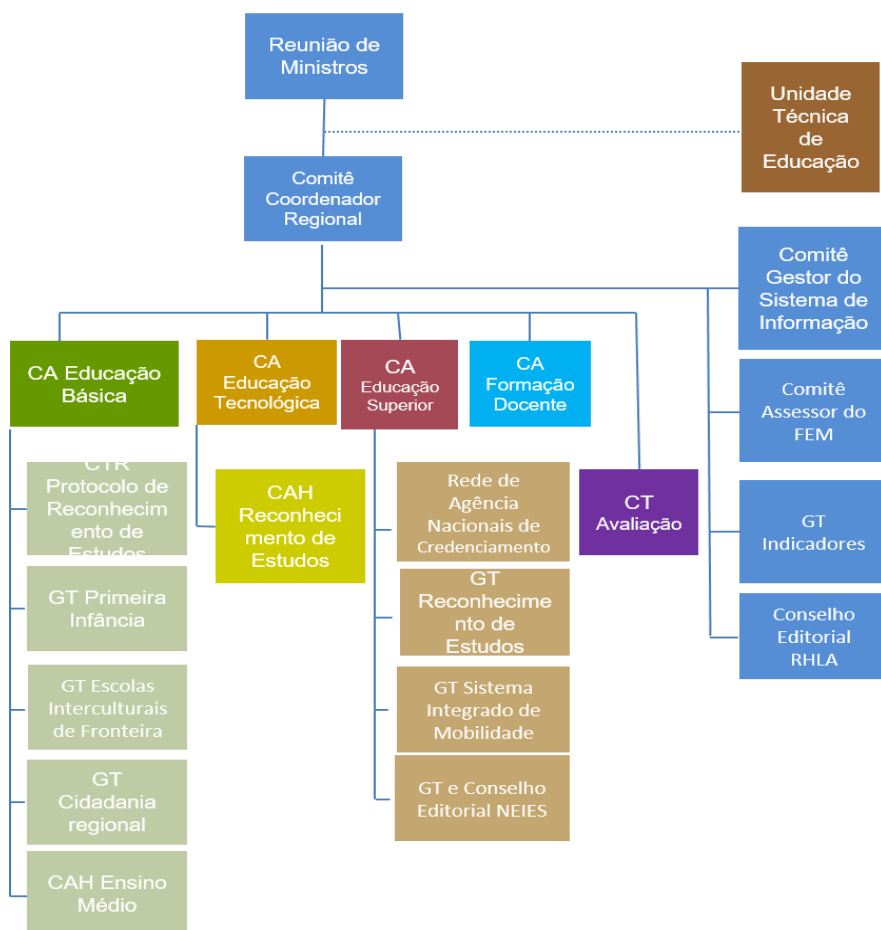 Reunião de
Ministros
Unidade
Técnica
de
Educação
Comitê
Coordenador
Regional
Comitê
Gestor do
Sistema de
Informação
CA Educação
Básica
CA
Educação
Tecnológica
CA
Educação
Superior
CA
Formação
Docente
Comitê
Assessor do
FEM
CTR
Protocolo de
Reconhecim
ento de
Estudos
CAH
Reconheci
mento de
Estudos
Rede de
Agência
Nacionais de
Credenciamento
CT
Avaliação
GT
Indicadores
GT Primeira
Infância
GT
Reconhecime
nto de
Estudos
Conselho
Editorial
RHLA
GT Escolas
Interculturais
de Fronteira
GT Sistema
Integrado de
Mobilidade
GT
Cidadania
regional
GT e Conselho
Editorial NEIES
CAH Ensino
Médio